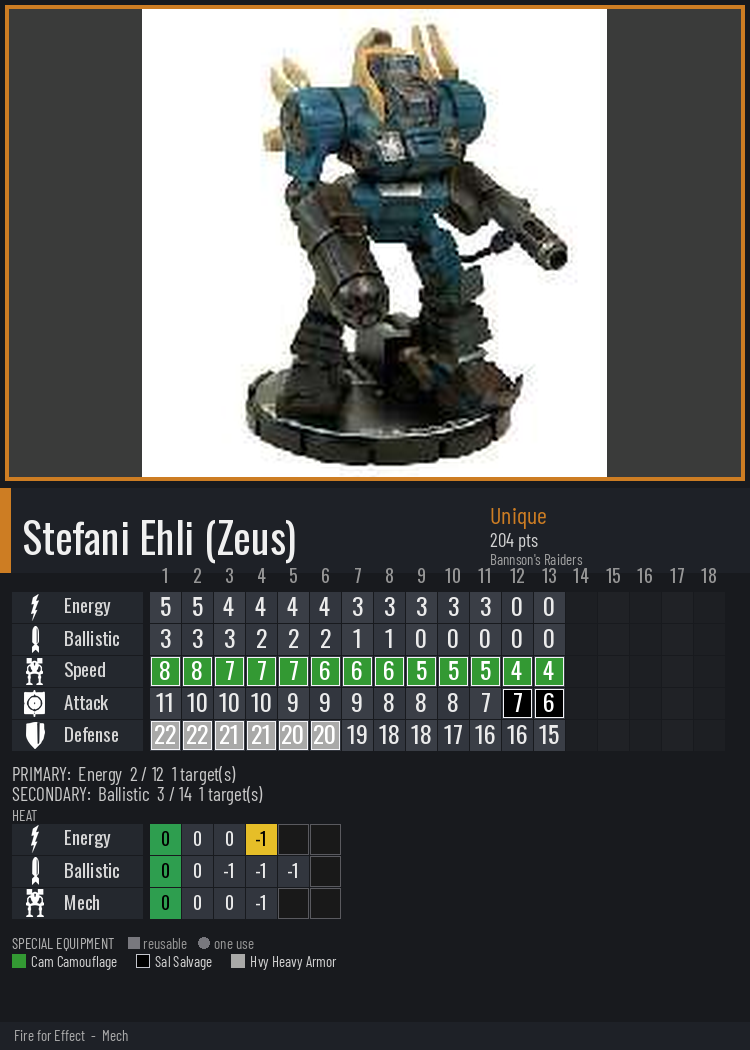 Stefani Ehli (Zeus)
Unique
204 pts
Bannson's Raiders
1 2 3 4 5 6 7 8 9 10 11 12 13 14 15 16 17 18
Energy 5 5 4 4 4 4 3 3 3 3 3 0 0
Ballistic 3 3 3 2 2 2 1 1 0 0 0 0 0
Speed 8 8 7 7 7 6 6 6 5 5 5 4 4
Attack 11 10 10 10 9 9 9 8 8 8 7 7 6
Defense 22 22 21 21 20 20 19 18 18 17 16 16 15
PRIMARY: Energy 2 / 12 1 target(s)
SECONDARY: Ballistic 3 / 14 1 target(s)
HEAT
Energy 0 0 0 -1
Ballistic 0 0 -1 -1 -1
Mech 0 0 0 -1
SPECIAL EQUIPMENT reusable one use
Cam Camouflage Sal Salvage Hvy Heavy Armor
Fire for Effect - Mech